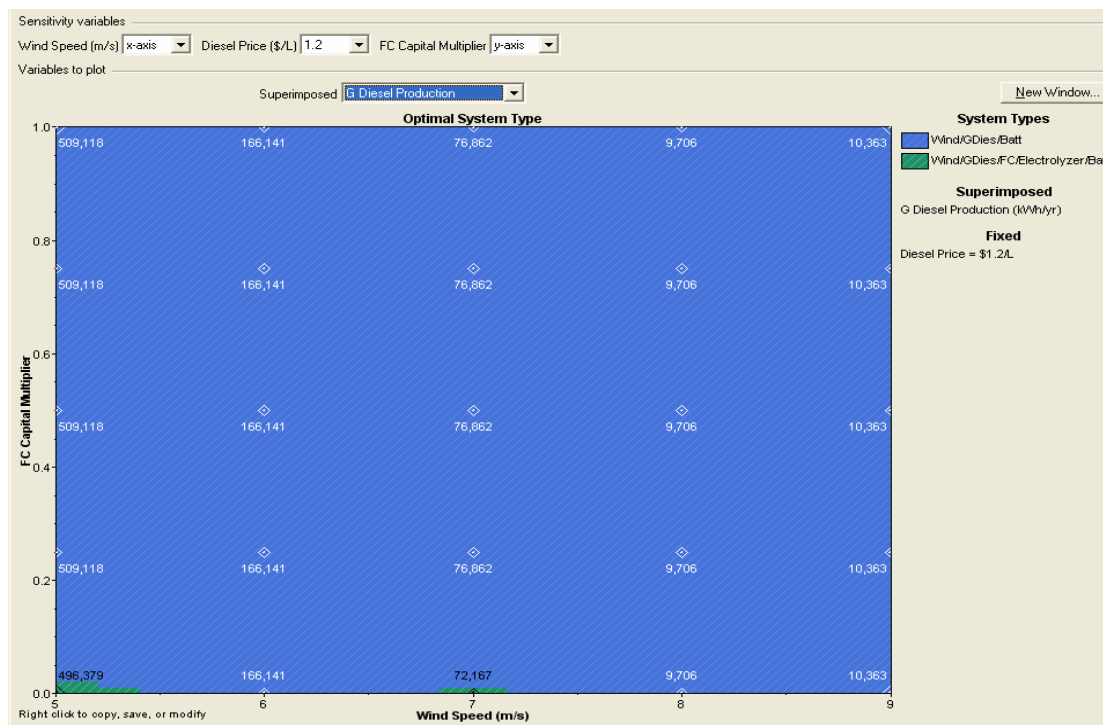 Sensitivity variables
Wind Speed (m/s) x-axis Diesel Price ($/L) 1.2 FC Capital Multiplier y-axis
Variables to plot
Superimposed G Diesel Production New Window...
Optimal System Type
1.0
509,118 166,141 76,862 9,706 10,363
0.8
509,118 166,141 76,862 9,706 10,363
0.6
509,118 166,141 76,862 9,706 10,363
0.4
509,118 166,141 76,862 9,706 10,363
0.2
496,379 166,141 72,167 9,706 10,363
0.0
5 6 7 8 9
FC Capital Multiplier
Wind Speed (m/s)
Right click to copy, save, or modify
System Types
Wind/GDies/Batt
Wind/GDies/FC/Electrolyzer/Ba
Superimposed
G Diesel Production (kWh/yr)
Fixed
Diesel Price = $1.2/L